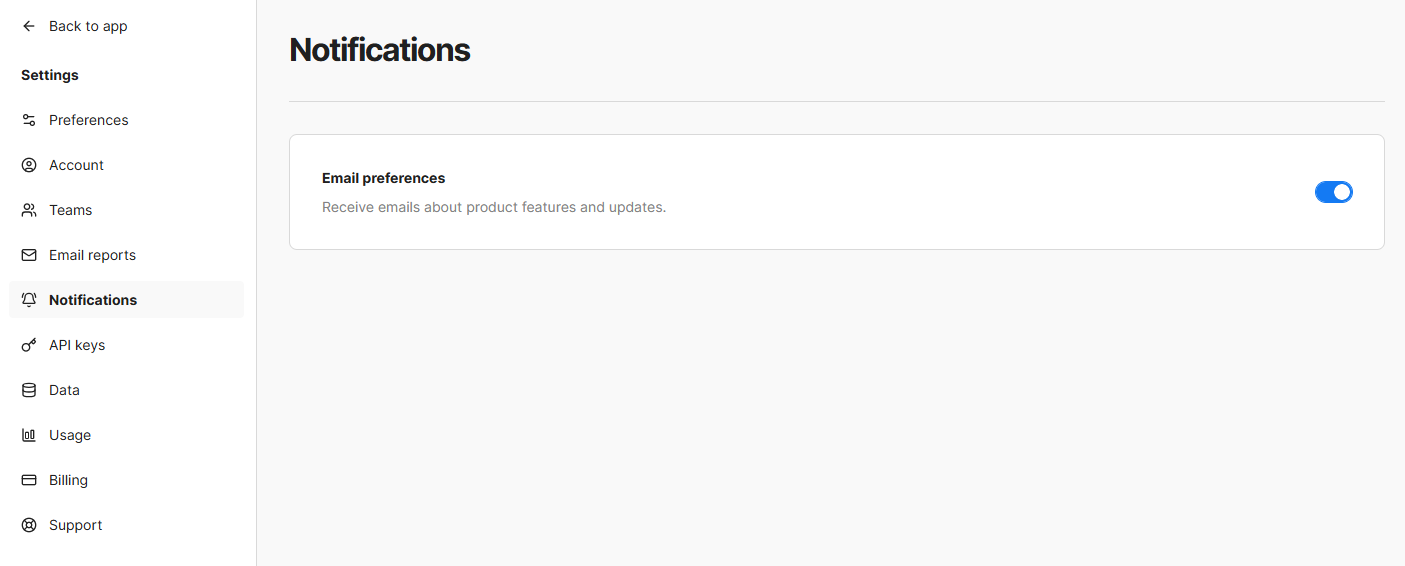 Back to app
Settings
Preferences
Account
Teams
Email reports
Notifications
API keys
Data
Usage
Billing
Support
Notifications
Email preferences
Receive emails about product features and updates.